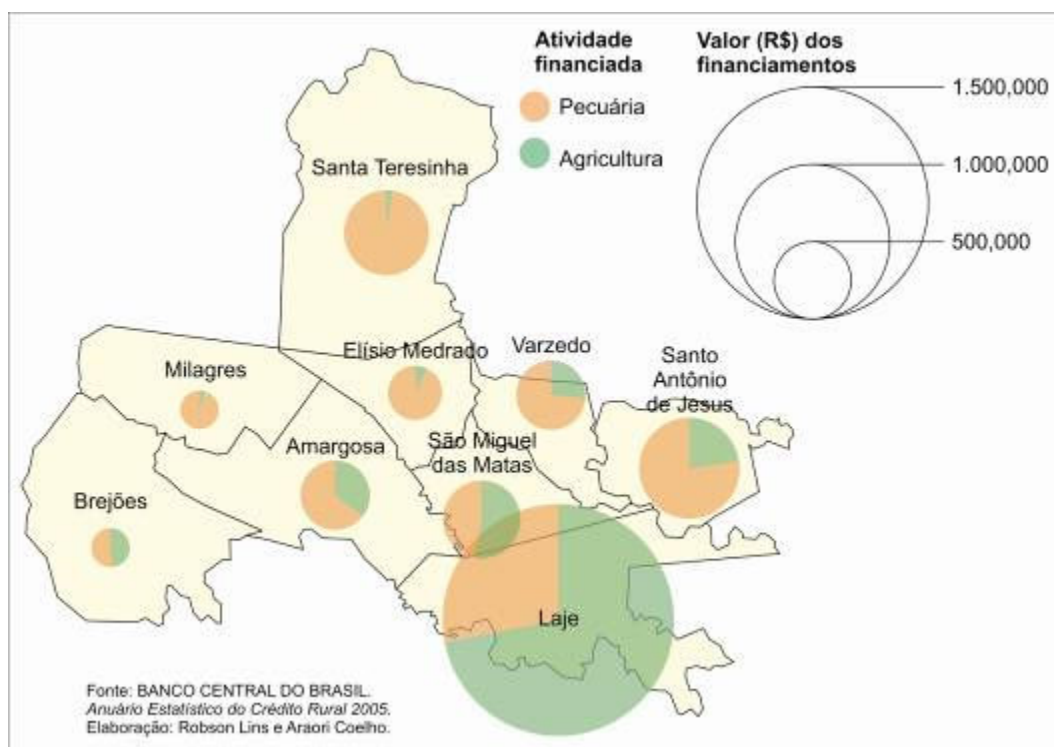 Atividade
financiada
Pecuária
Agricultura
Valor (R$) dos
financiamentos
1.500,000
1.000,000
500,000
Santa Teresinha
Elísio Medrado
Varzedo
Milagres
Santo
Antônio
de Jesus
Amargosa
São Miguel
das Matas
Brejões
Laje
Fonte: BANCO CENTRAL DO BRASIL.
Anuário Estatístico do Crédito Rural 2005.
Elaboração: Robson Lins e Araori Coelho.